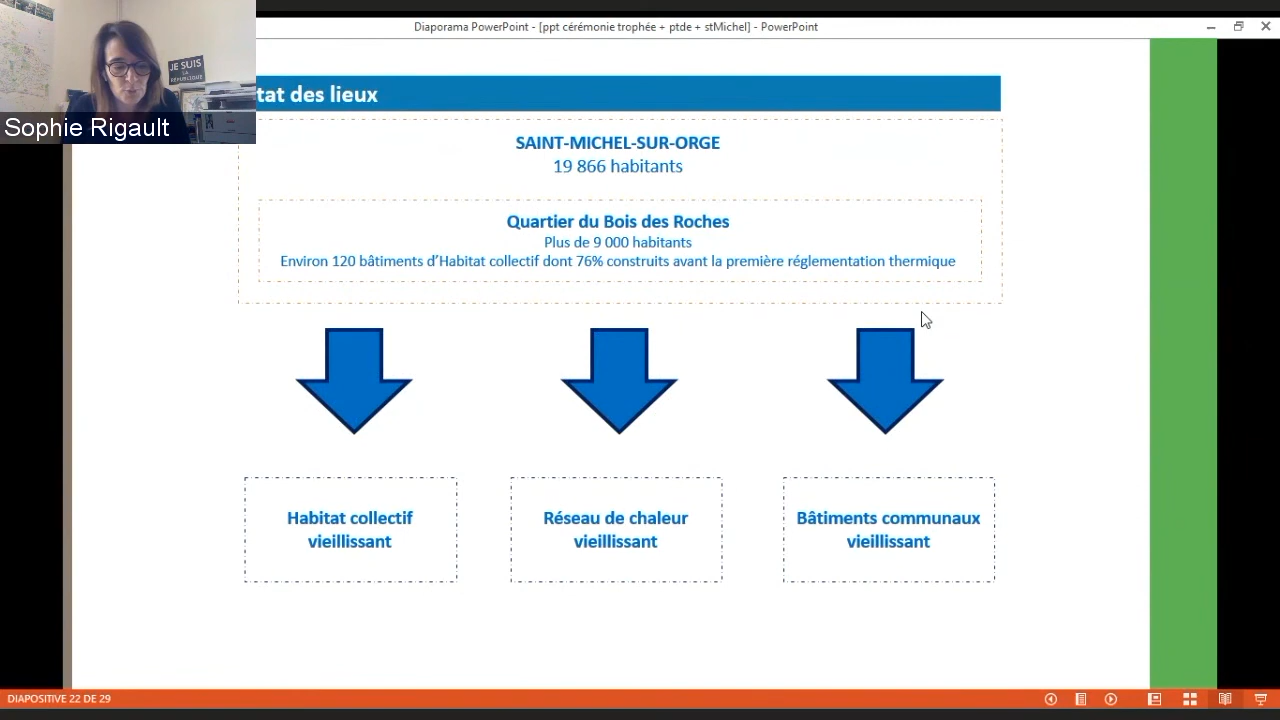 Diaporama PowerPoint - [ppt cérémonie trophée + ptde + stMichel] - PowerPoint
JE SUIS
LA
RÉPUBLIQUE
Sophie Rigault
tat des lieux
SAINT-MICHEL-SUR-ORGE
19 866 habitants
Quartier du Bois des Roches
Plus de 9 000 habitants
Environ 120 bâtiments d’Habitat collectif dont 76% construits avant la première réglementation thermique
Habitat collectif
vieillissant
Réseau de chaleur
vieillissant
Bâtiments communaux
vieillissant
DIAPOSITIVE 22 DE 29